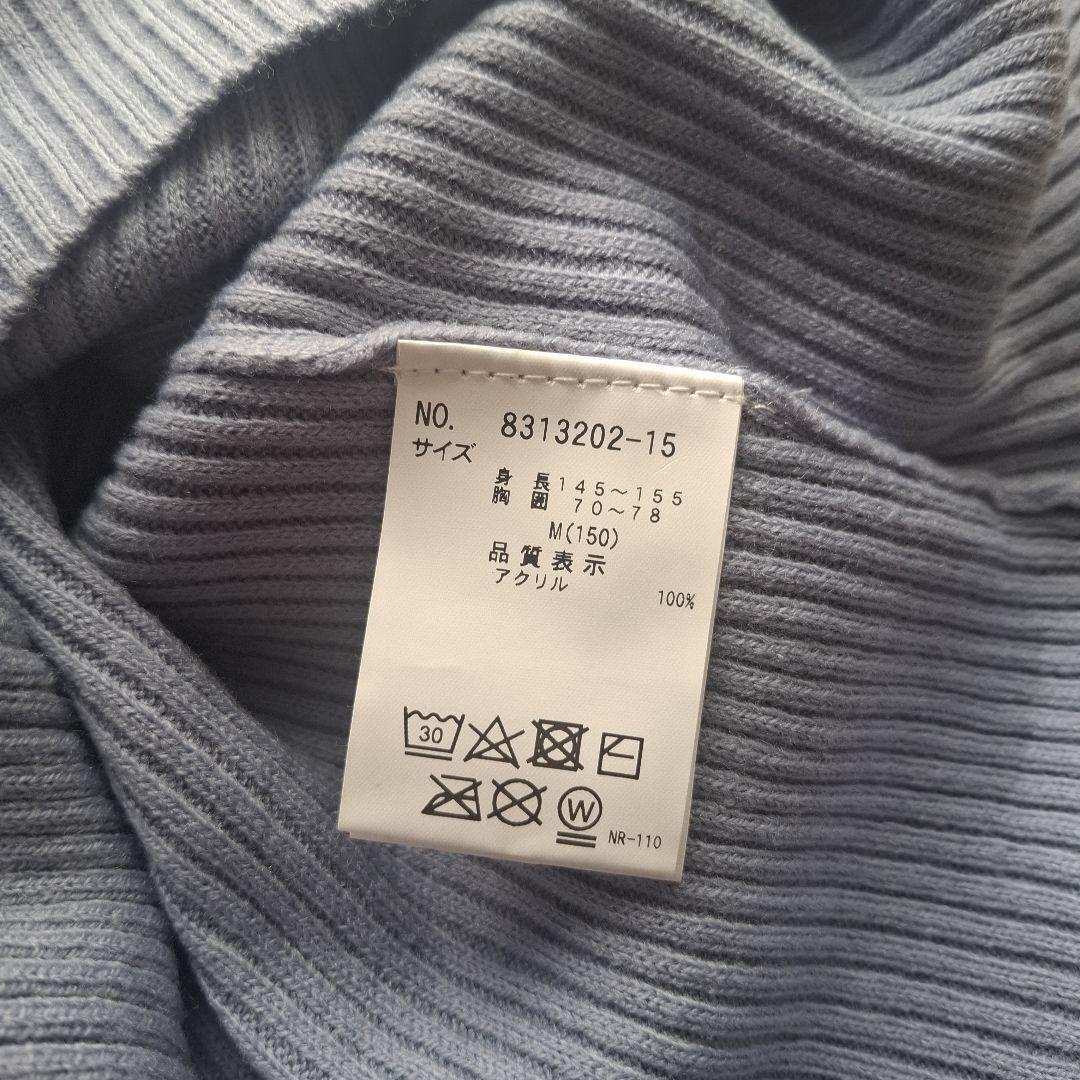 NO. 8313202-15
サイズ
身長145~155
胸囲 70~78
M(150)
品質表示
アクリル 100%
30
W
NR-110